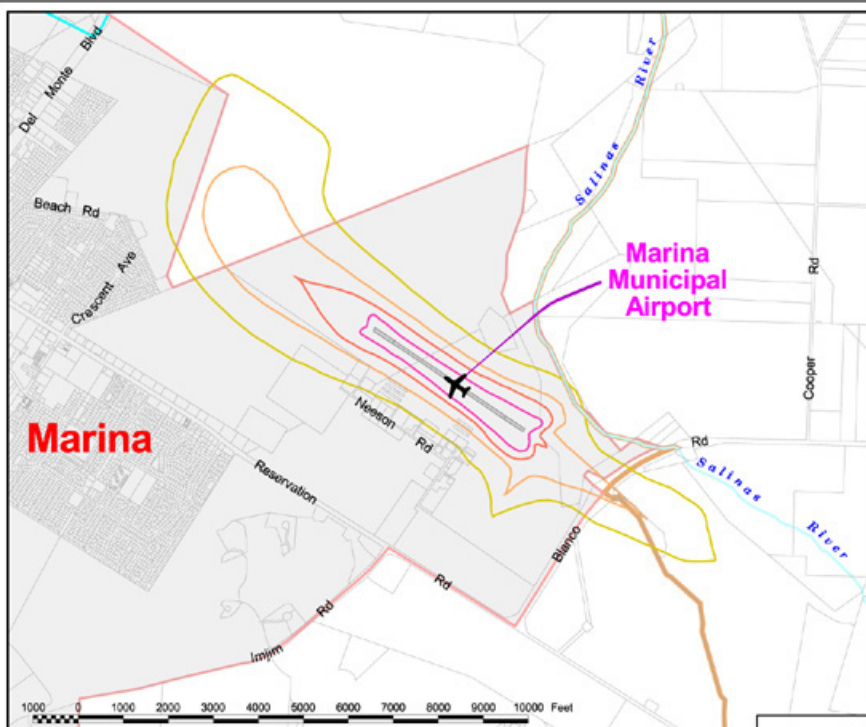 Del Monte Blvd
Beach Rd
Crescent Ave
Marina
Salinas River
Marina
Municipal
Airport
Cooper Rd
Neeson Rd
Reservation Rd
Blanco Rd
Salinas River
Imjim Rd
1000 0 1000 2000 3000 4000 5000 6000 7000 8000 9000 10000 Feet